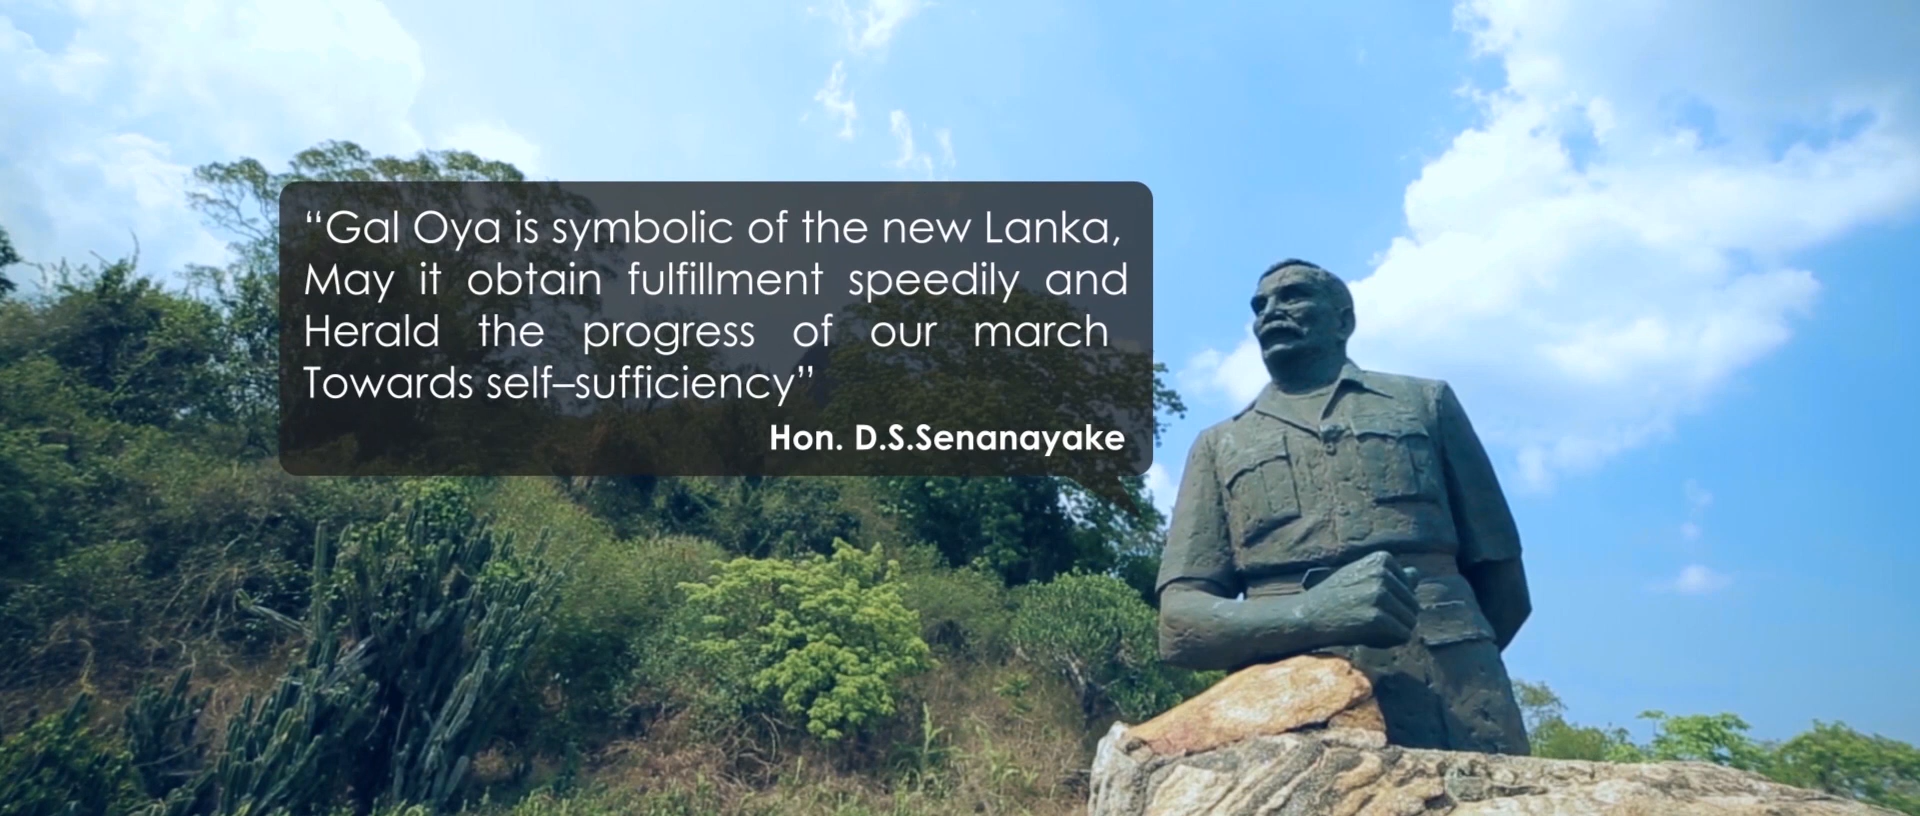 “Gal Oya is symbolic of the new Lanka,
May it obtain fulfillment speedily and
Herald the progress of our march
Towards self–sufficiency”
Hon. D.S.Senanayake